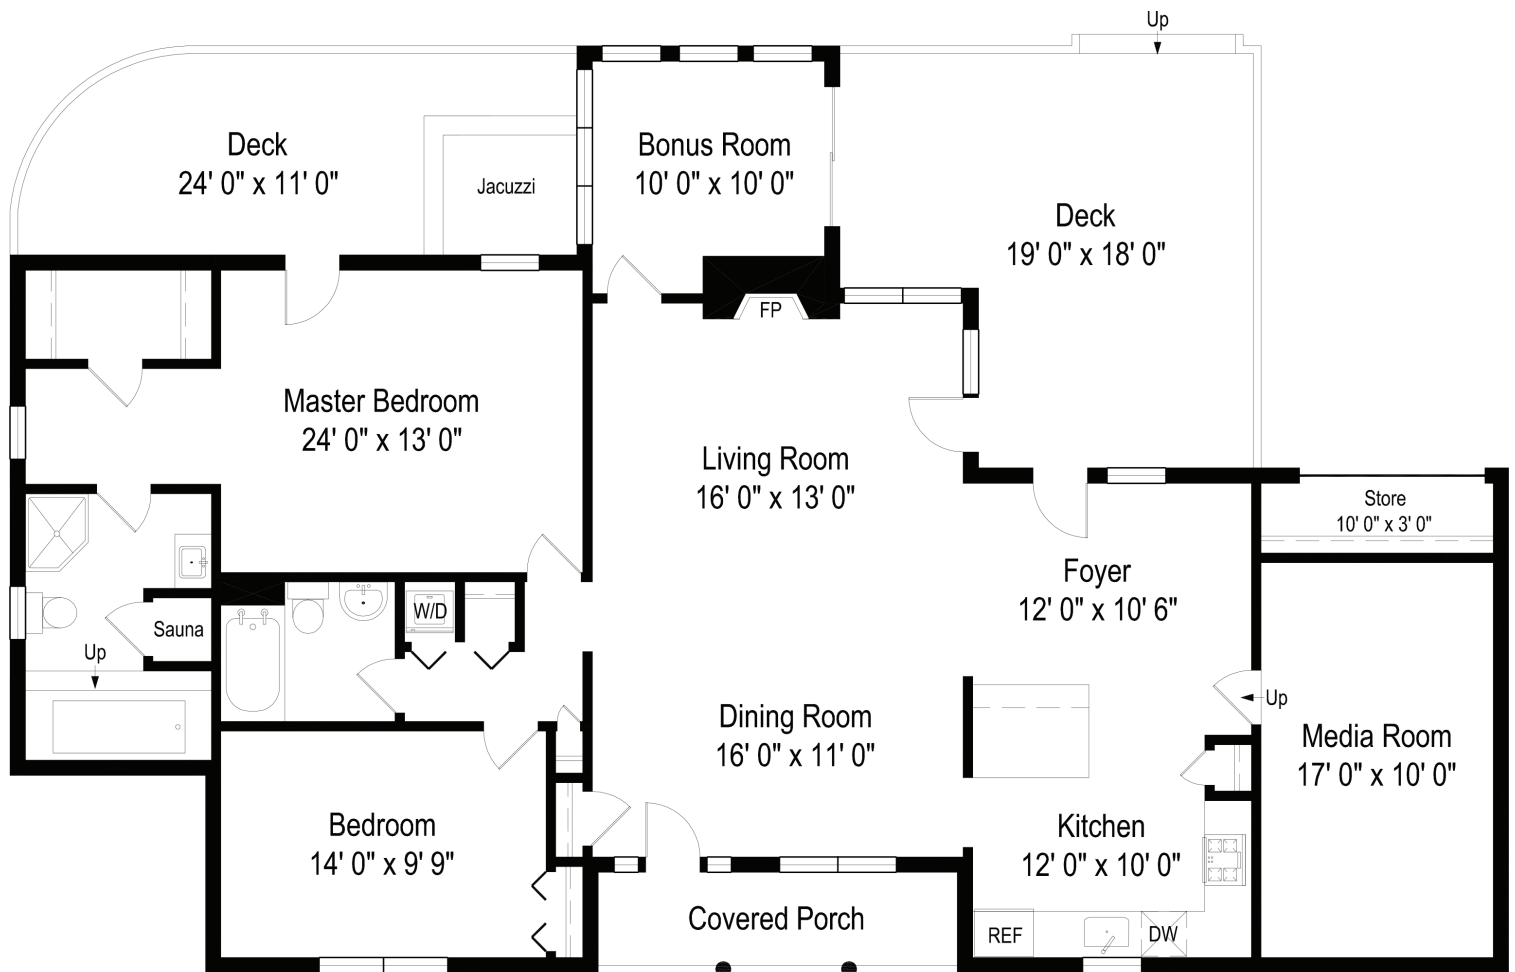 Up
Deck
24' 0" x 11' 0"
Jacuzzi
Bonus Room
10' 0" x 10' 0"
Deck
19' 0" x 18' 0"
FP
Master Bedroom
24' 0" x 13' 0"
Living Room
16' 0" x 13' 0"
Store
10' 0" x 3' 0"
Foyer
12' 0" x 10' 6"
W/D
Sauna
Up
Up
Dining Room
16' 0" x 11' 0"
Media Room
17' 0" x 10' 0"
Bedroom
14' 0" x 9' 9"
Kitchen
12' 0" x 10' 0"
Covered Porch
REF
DW